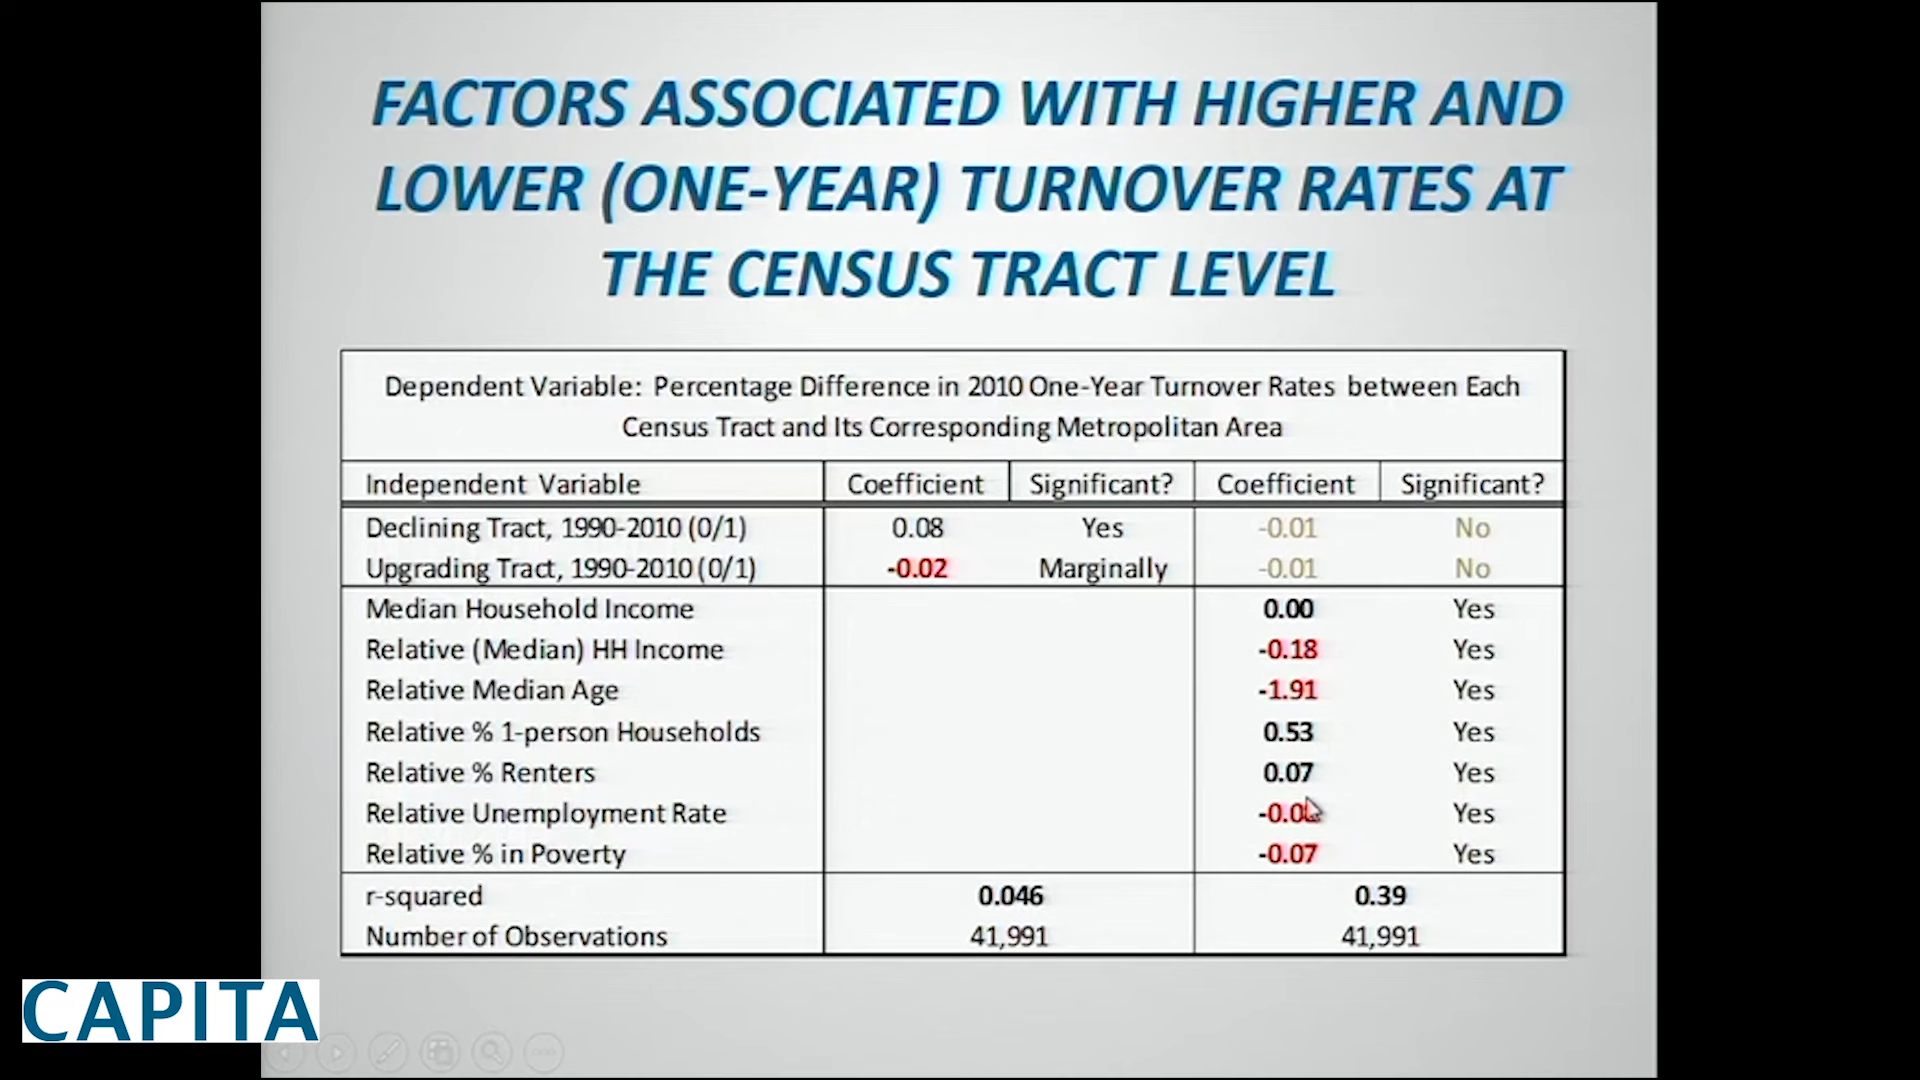 FACTORS ASSOCIATED WITH HIGHER AND
LOWER (ONE-YEAR) TURNOVER RATES AT
THE CENSUS TRACT LEVEL
Dependent Variable: Percentage Difference in 2010 One-Year Turnover Rates between Each
Census Tract and Its Corresponding Metropolitan Area
Independent Variable Coefficient Significant? Coefficient Significant?
Declining Tract, 1990-2010 (0/1) 0.08 Yes -0.01 No
Upgrading Tract, 1990-2010 (0/1) -0.02 Marginally -0.01 No
Median Household Income 0.00 Yes
Relative (Median) HH Income -0.18 Yes
Relative Median Age -1.91 Yes
Relative % 1-person Households 0.53 Yes
Relative % Renters 0.07 Yes
Relative Unemployment Rate Yes
Relative % in Poverty -0.07 Yes
r-squared 0.046 0.39
Number of Observations 41,991 41,991
CAPITA